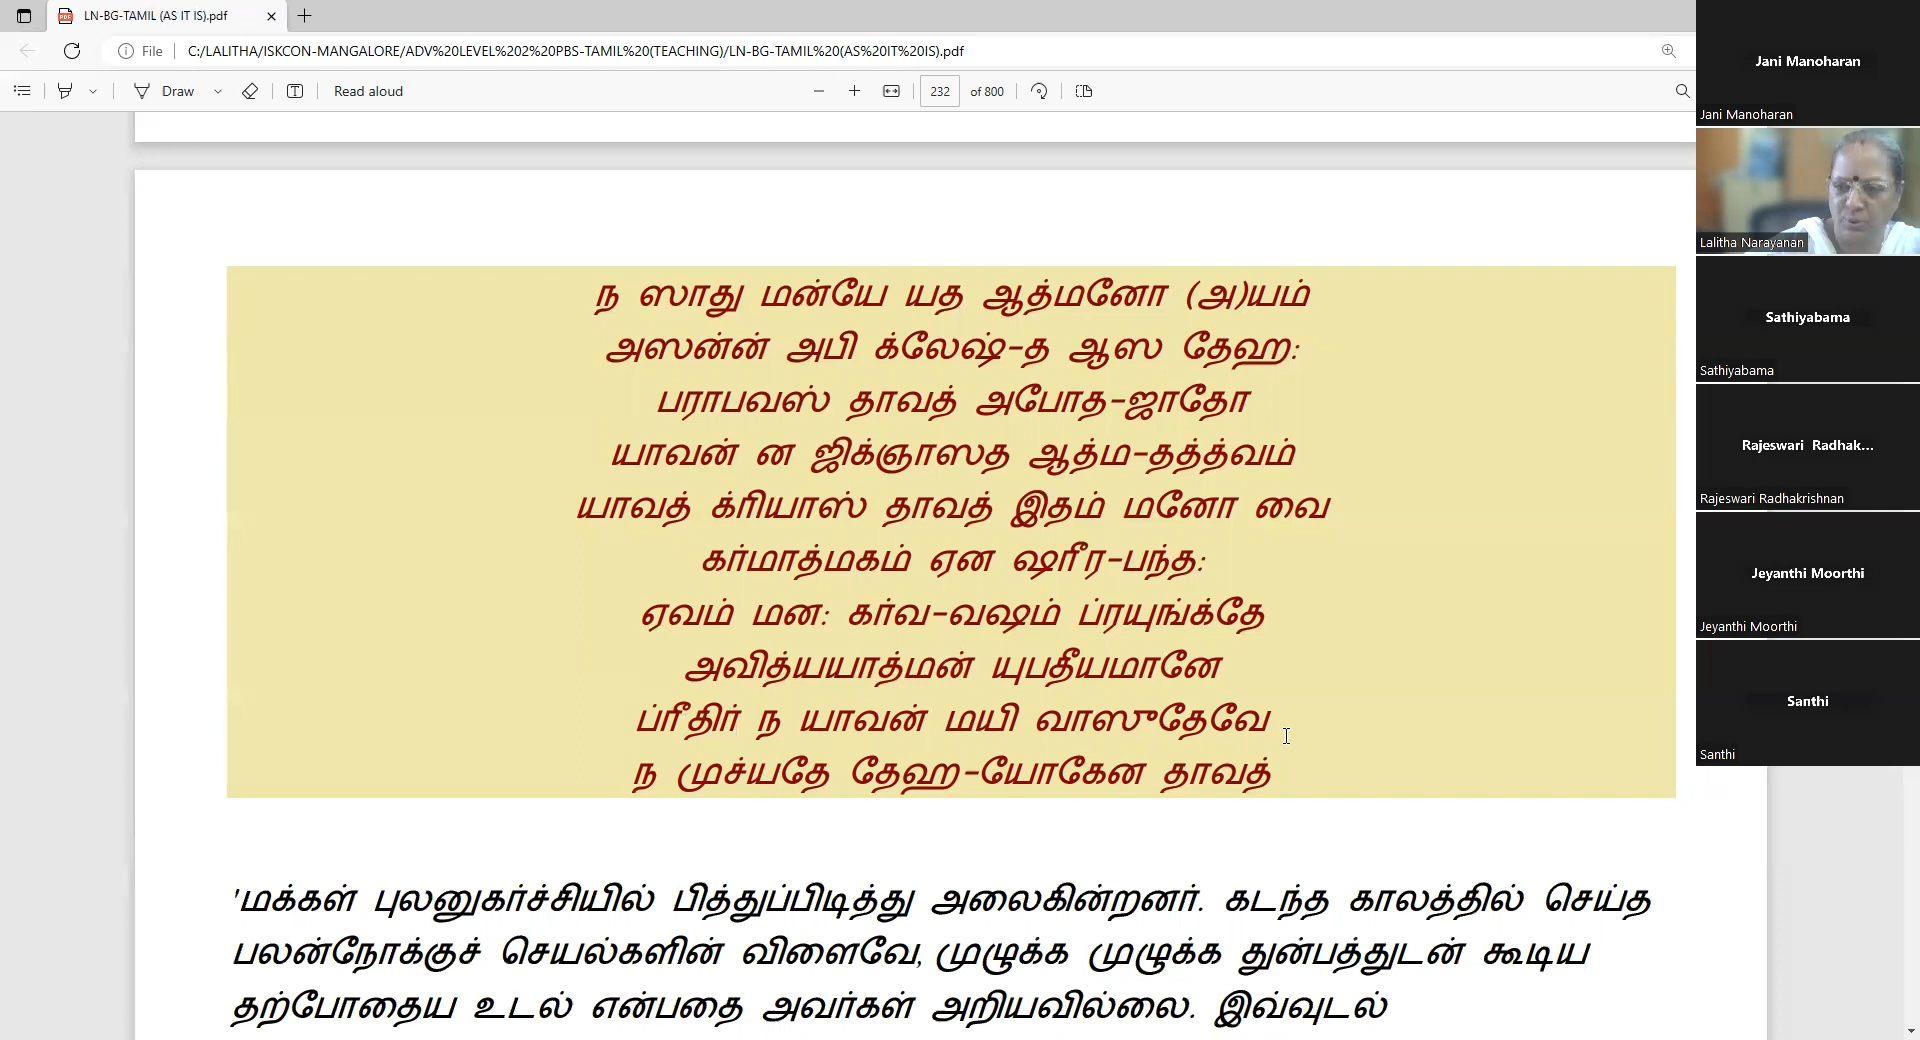 LN-BG-TAMIL (AS IT IS).pdf
File C:/LALITHA/ISKCON-MANGALORE/ADV%20LEVEL%202%20PBS-TAMIL%20(TEACHING)/LN-BG-TAMIL%20(AS%20IT%20IS).pdf
Draw Read aloud 232 of 800
ந ஸாது மன்யே யத ஆத்மனோ (அ)யம்
அஸன்ன் அபி க்லேஷ்-த ஆஸ தேஹ:
பராபவஸ் தாவத் அபோத-ஜாதோ
யாவன் ன ஜிக்ஞாஸத ஆத்ம-தத்த்வம்
யாவத் க்ரியாஸ் தாவத் இதம் மனோ வை
கர்மாத்மகம் ஏன ஷரீர-பந்த:
ஏவம் மன: கர்வ-வஷம் ப்ரயுங்க்தே
அவித்யயாத்மன் யுபதீயமானே
ப்ரீதிர் ந யாவன் மயி வாஸுதேவே
ந முச்யதே தேஹ-யோகேன தாவத்
'மக்கள் புலனுகர்ச்சியில் பித்துப்பிடித்து அலைகின்றனர். கடந்த காலத்தில் செய்த
பலன்நோக்குச் செயல்களின் விளைவே, முழுக்க முழுக்க துன்பத்துடன் கூடிய
தற்போதைய உடல் என்பதை அவர்கள் அறியவில்லை. இவ்வுடல்
Jani Manoharan
Jani Manoharan
Lalitha Narayanan
Sathiyabama
Sathiyabama
Rajeswari Radhak...
Rajeswari Radhakrishnan
Jeyanthi Moorthi
Jeyanthi Moorthi
Santhi
Santhi